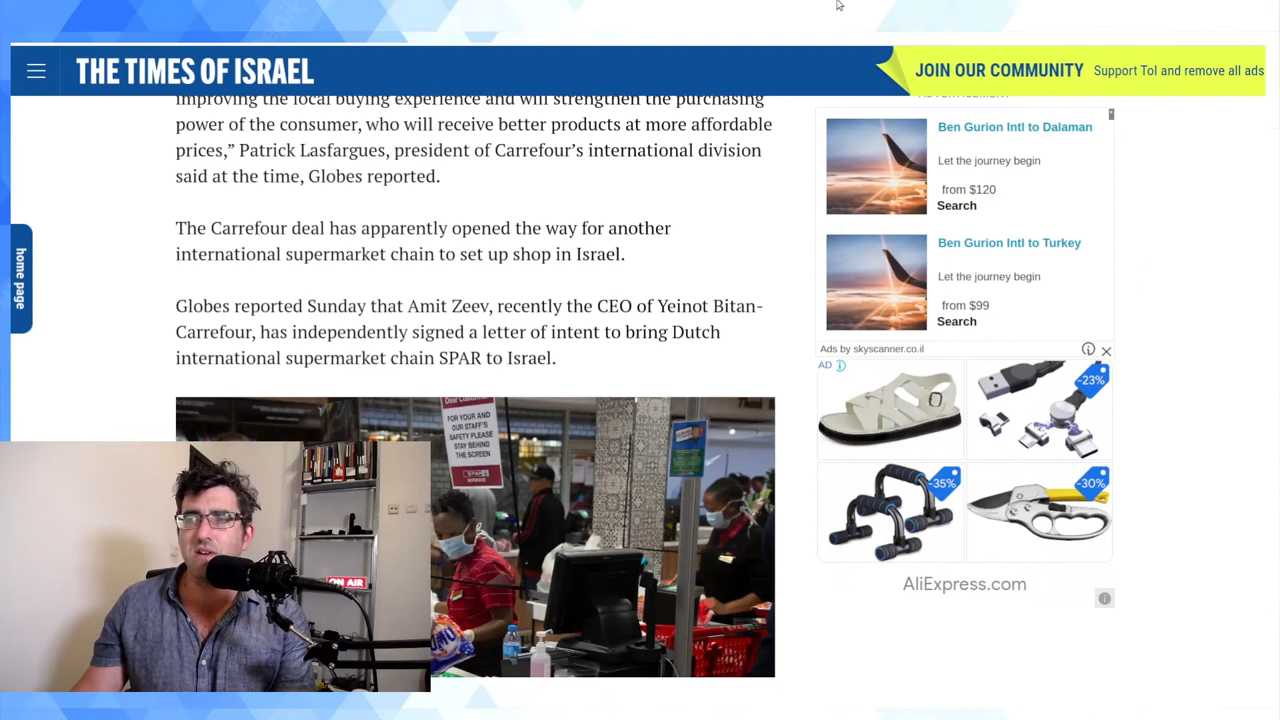 THE TIMES OF ISRAEL
JOIN OUR COMMUNITY Support ToI and remove all ads
improving the local buying experience and will strengthen the purchasing
power of the consumer, who will receive better products at more affordable
prices,” Patrick Lasfargues, president of Carrefour’s international division
said at the time, Globes reported.
The Carrefour deal has apparently opened the way for another
international supermarket chain to set up shop in Israel.
Globes reported Sunday that Amit Zeev, recently the CEO of Yeinot Bitan-
Carrefour, has independently signed a letter of intent to bring Dutch
international supermarket chain SPAR to Israel.
home page
Dear Customer
FOR YOUR AND
OUR STAFF'S
SAFETY PLEASE
STAY BEHIND
THE SCREEN
SPAR
ON AIR
ADVERTISEMENT
Ben Gurion Intl to Dalaman
Let the journey begin
from $120
Search
Ben Gurion Intl to Turkey
Let the journey begin
from $99
Search
Ads by skyscanner.co.il
AD
-23%
-35%
-30%
AliExpress.com